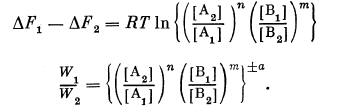 ΔF₁ − ΔF₂ = RT ln {([A₂]/[A₁])ⁿ ([B₁]/[B₂])ᵐ}
W₁/W₂ = {([A₂]/[A₁])ⁿ ([B₁]/[B₂])ᵐ}^{±a}.